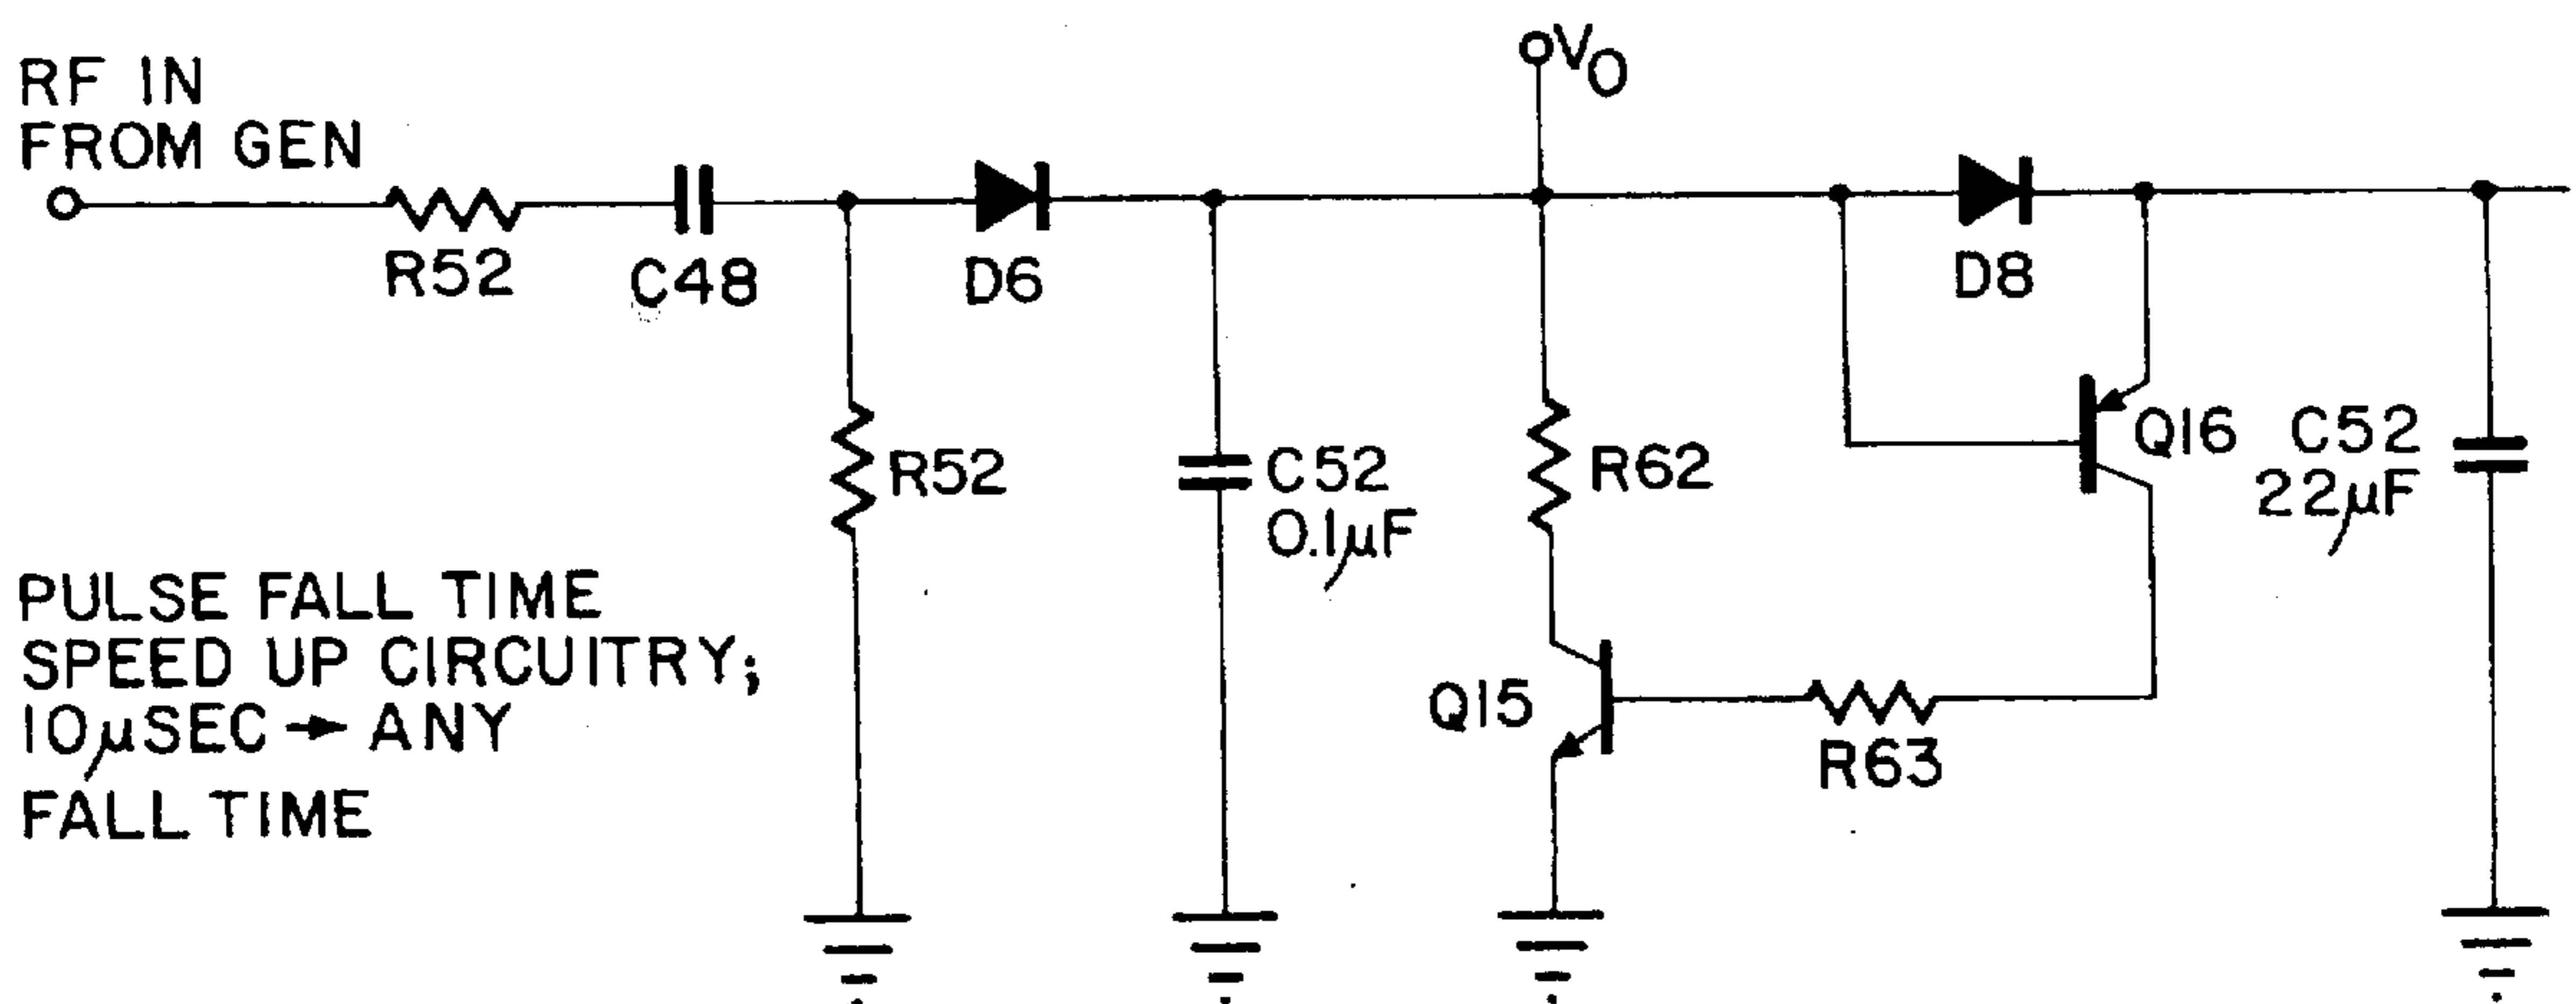 RF IN
FROM GEN
V0
R52
C48
D6
D8
R52
C52
0.1μF
R62
Q16
C52
22μF
Q15
R63
PULSE FALL TIME
SPEED UP CIRCUITRY;
10μSEC → ANY
FALL TIME